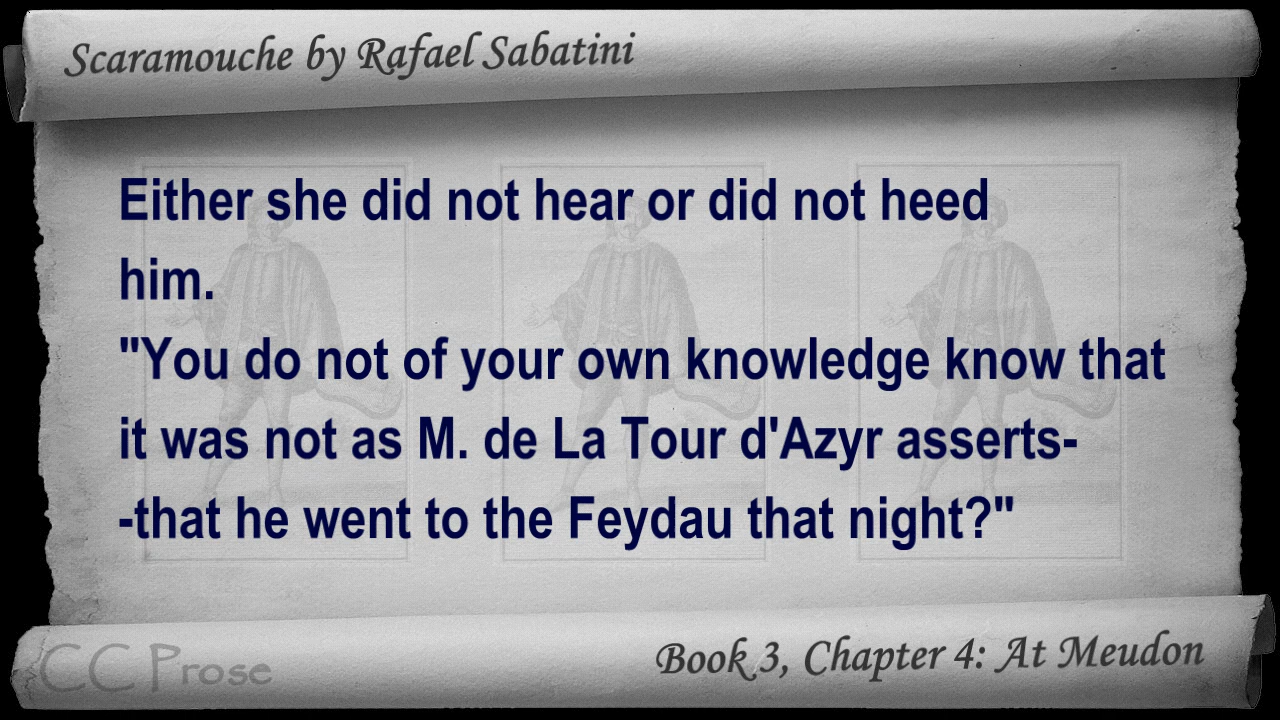 Scaramouche by Rafael Sabatini
Either she did not hear or did not heed
him.
"You do not of your own knowledge know that
it was not as M. de La Tour d'Azyr asserts-
-that he went to the Feydau that night?"
CC Prose
Book 3, Chapter 4: At Meudon